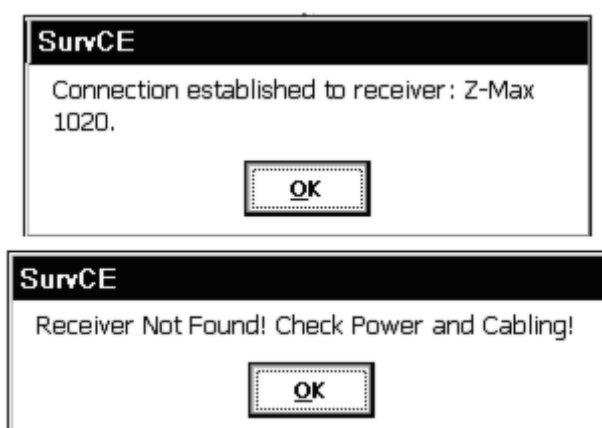 SurvCE
Connection established to receiver: Z-Max
1020.
OK
SurvCE
Receiver Not Found! Check Power and Cabling!
OK